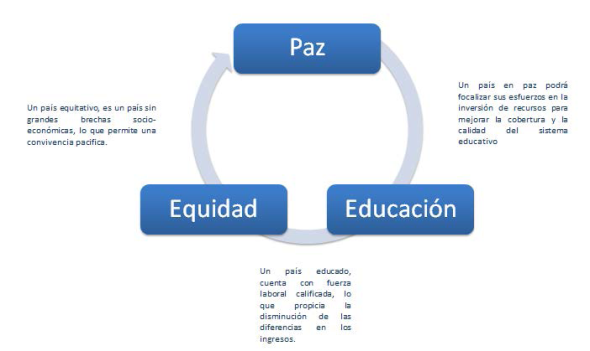 Paz
Un país en paz podrá
focalizar sus esfuerzos en la
inversión de recursos para
mejorar la cobertura y la
calidad del sistema
educativo
Un país equitativo, es un país sin
grandes brechas socio-
económicas, lo que permite una
convivencia pacifica.
Equidad
Educación
Un país educado,
cuenta con fuerza
laboral calificada, lo
que propicia la
disminución de las
diferencias en los
ingresos.